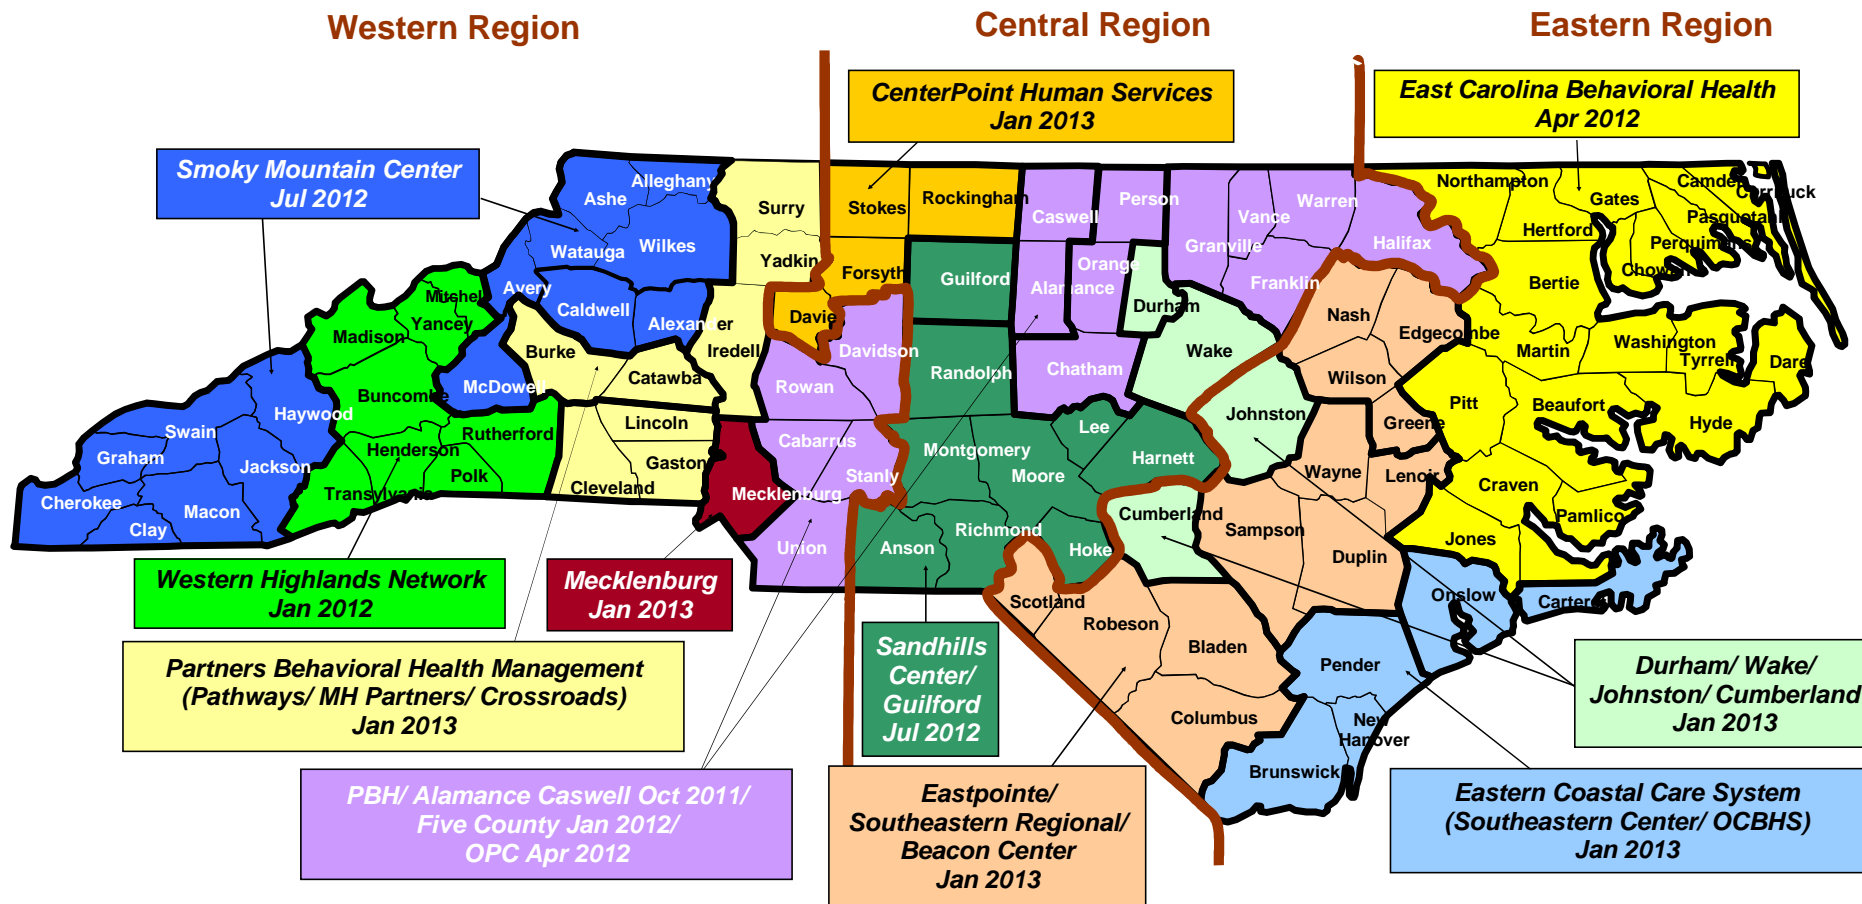 Western Region
Central Region
Eastern Region
CenterPoint Human Services
Jan 2013
East Carolina Behavioral Health
Apr 2012
Smoky Mountain Center
Jul 2012
Alleghany
Ashe
Watauga
Wilkes
Avery
Caldwell
Alexander
Surry
Yadkin
Iredell
Stokes
Rockingham
Forsyth
Davie
Guilford
Davidson
Randolph
Rowan
Caswell
Person
Alamance
Orange
Durham
Chatham
Granville
Vance
Warren
Franklin
Halifax
Wake
Johnston
Northampton
Gates
Camden
Currituck
Pasquotank
Perquimans
Hertford
Chowan
Bertie
Nash
Edgecombe
Martin
Washington
Tyrrell
Dare
Wilson
Pitt
Beaufort
Hyde
Greene
Mitchell
Yancey
Madison
Buncombe
McDowell
Burke
Catawba
Lincoln
Gaston
Cleveland
Rutherford
Henderson
Polk
Transylvania
Haywood
Swain
Graham
Jackson
Cherokee
Macon
Clay
Mecklenburg
Cabarrus
Stanly
Union
Montgomery
Lee
Moore
Harnett
Richmond
Anson
Hoke
Cumberland
Wayne
Lenoir
Sampson
Duplin
Craven
Pamlico
Jones
Onslow
Carteret
Scotland
Robeson
Bladen
Columbus
Pender
New
Hanover
Brunswick
Western Highlands Network
Jan 2012
Mecklenburg
Jan 2013
Partners Behavioral Health Management
(Pathways/ MH Partners/ Crossroads)
Jan 2013
Sandhills
Center/
Guilford
Jul 2012
Durham/ Wake/
Johnston/ Cumberland
Jan 2013
PBH/ Alamance Caswell Oct 2011/
Five County Jan 2012/
OPC Apr 2012
Eastpointe/
Southeastern Regional/
Beacon Center
Jan 2013
Eastern Coastal Care System
(Southeastern Center/ OCBHS)
Jan 2013